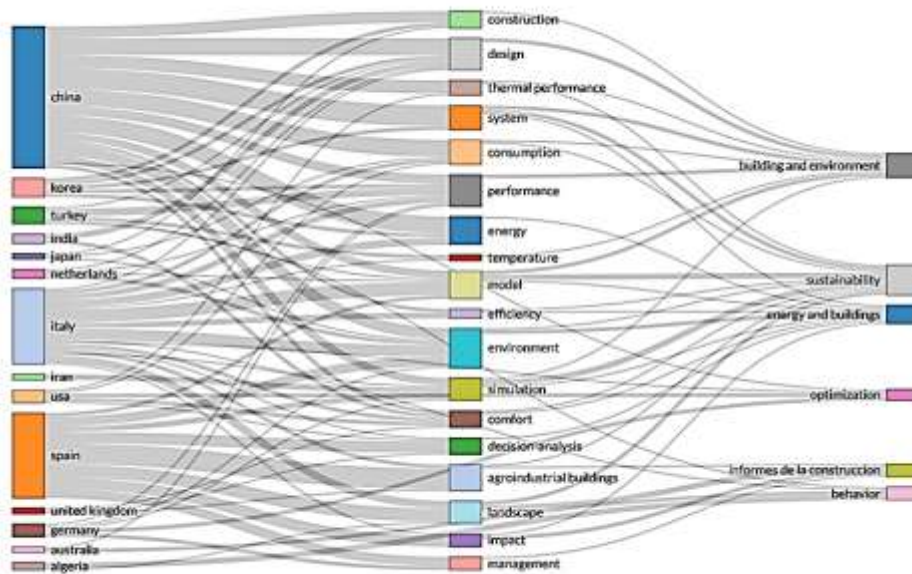 china
korea
turkey
india
japan
netherlands
italy
iran
usa
spain
united kingdom
germany
australia
algeria
construction
design
thermal performance
system
consumption
performance
energy
temperature
model
efficiency
environment
simulation
comfort
decision-analysis
agroindustrial buildings
landscape
impact
management
building and environment
sustainability
energy and buildings
optimization
informes de la construccion
behavior